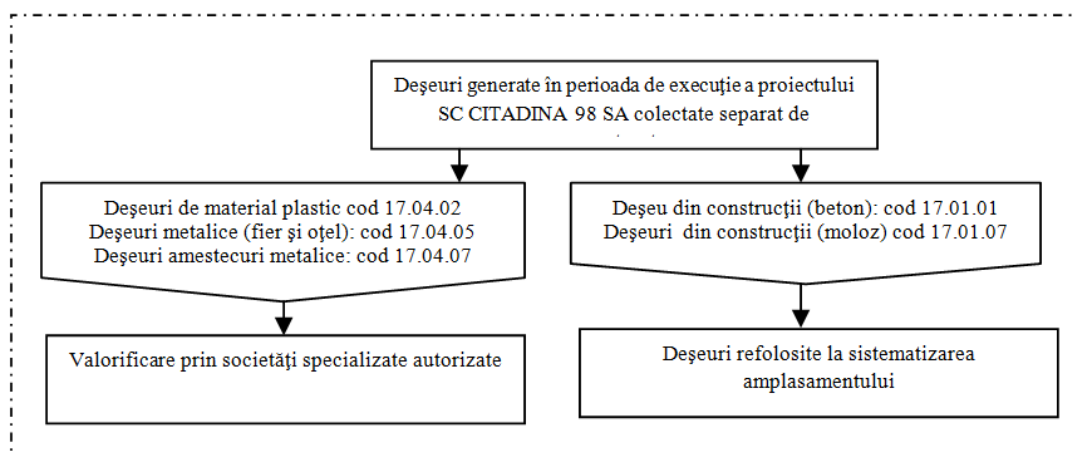 Deşeuri generate în perioada de execuţie a proiectului
SC CITADINA 98 SA colectate separat de
Deşeuri de material plastic cod 17.04.02
Deşeuri metalice (fier şi oţel): cod 17.04.05
Deşeuri amestecuri metalice: cod 17.04.07
Deşeu din construcţii (beton): cod 17.01.01
Deşeuri din construcţii (moloz) cod 17.01.07
Valorificare prin societăţi specializate autorizate
Deşeuri refolosite la sistematizarea
amplasamentului